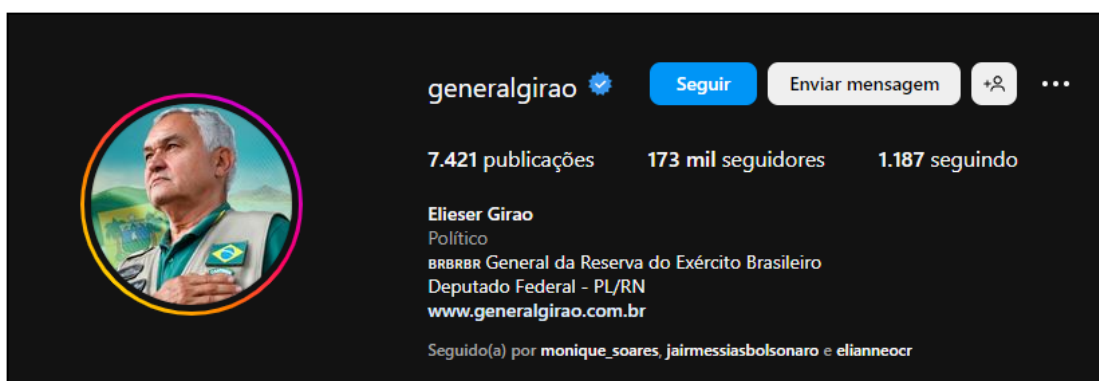 generalgirao
Seguir
Enviar mensagem
7.421 publicações
173 mil seguidores
1.187 seguindo
Elieser Girao
Político
BRBRBR General da Reserva do Exército Brasileiro
Deputado Federal - PL/RN
www.generalgirao.com.br
Seguido(a) por monique_soares, jairmessiasbolsonaro e elianneocr